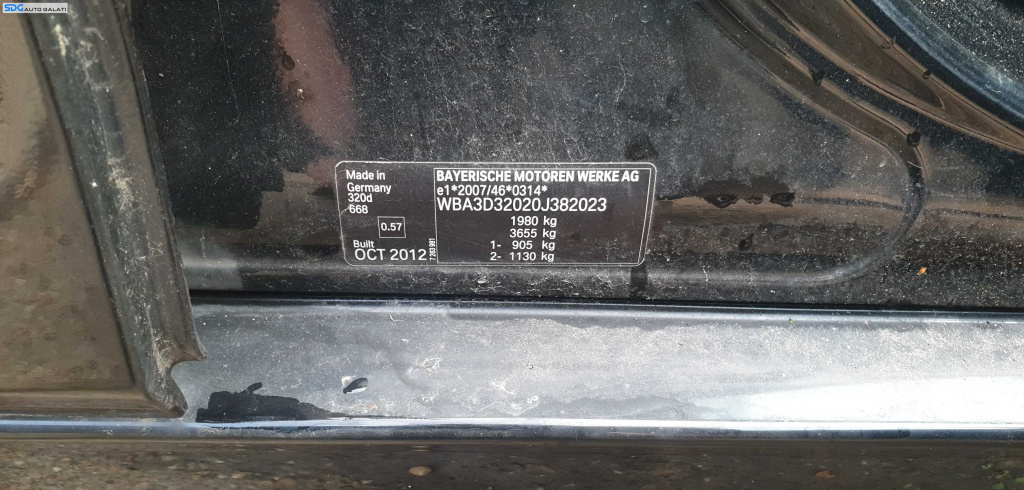 SDG AUTO GALATI
Made in
Germany
320d
668
0.57
Built
OCT 2012
BAYERISCHE MOTOREN WERKE AG
e1*2007/46*0314*
WBA3D32020J382023
1980 kg
3655 kg
1- 905 kg
2- 1130 kg